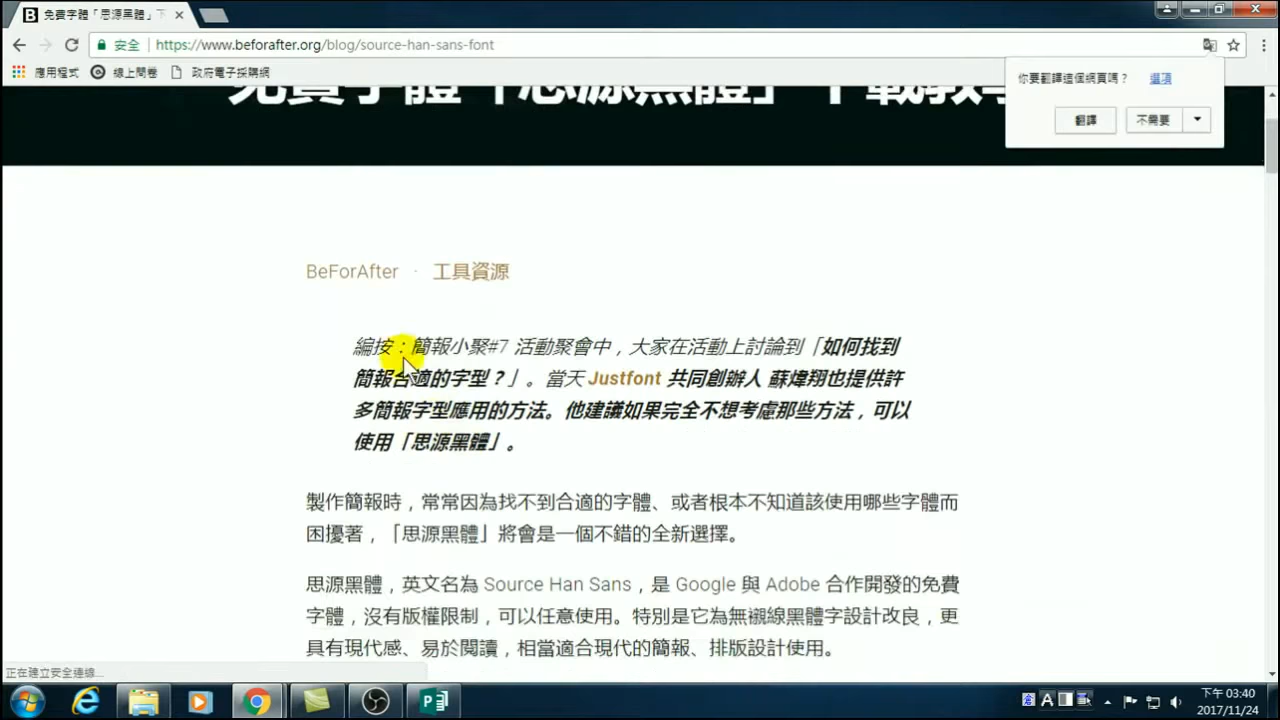 免費字體「思源黑體」下
安全 https://www.beforafter.org/blog/source-han-sans-font
應用程式 線上問卷 政府電子採購網
你要翻譯這個網頁嗎？ 選項
翻譯 不需要
免費字體「思源黑體」下載教學
BeForAfter · 工具資源
編按：簡報小聚#7 活動聚會中，大家在活動上討論到「如何找到
簡報合適的字型？」。當天 Justfont 共同創辦人 蘇煒翔也提供許
多簡報字型應用的方法。他建議如果完全不想考慮那些方法，可以
使用「思源黑體」。
製作簡報時，常常因為找不到合適的字體、或者根本不知道該使用哪些字體而
困擾著，「思源黑體」將會是一個不錯的全新選擇。
思源黑體，英文名為 Source Han Sans，是 Google 與 Adobe 合作開發的免費
字體，沒有版權限制，可以任意使用。特別是它為無襯線黑體字設計改良，更
具有現代感、易於閱讀，相當適合現代的簡報、排版設計使用。
正在建立安全連線...
下午 03:40
2017/11/24